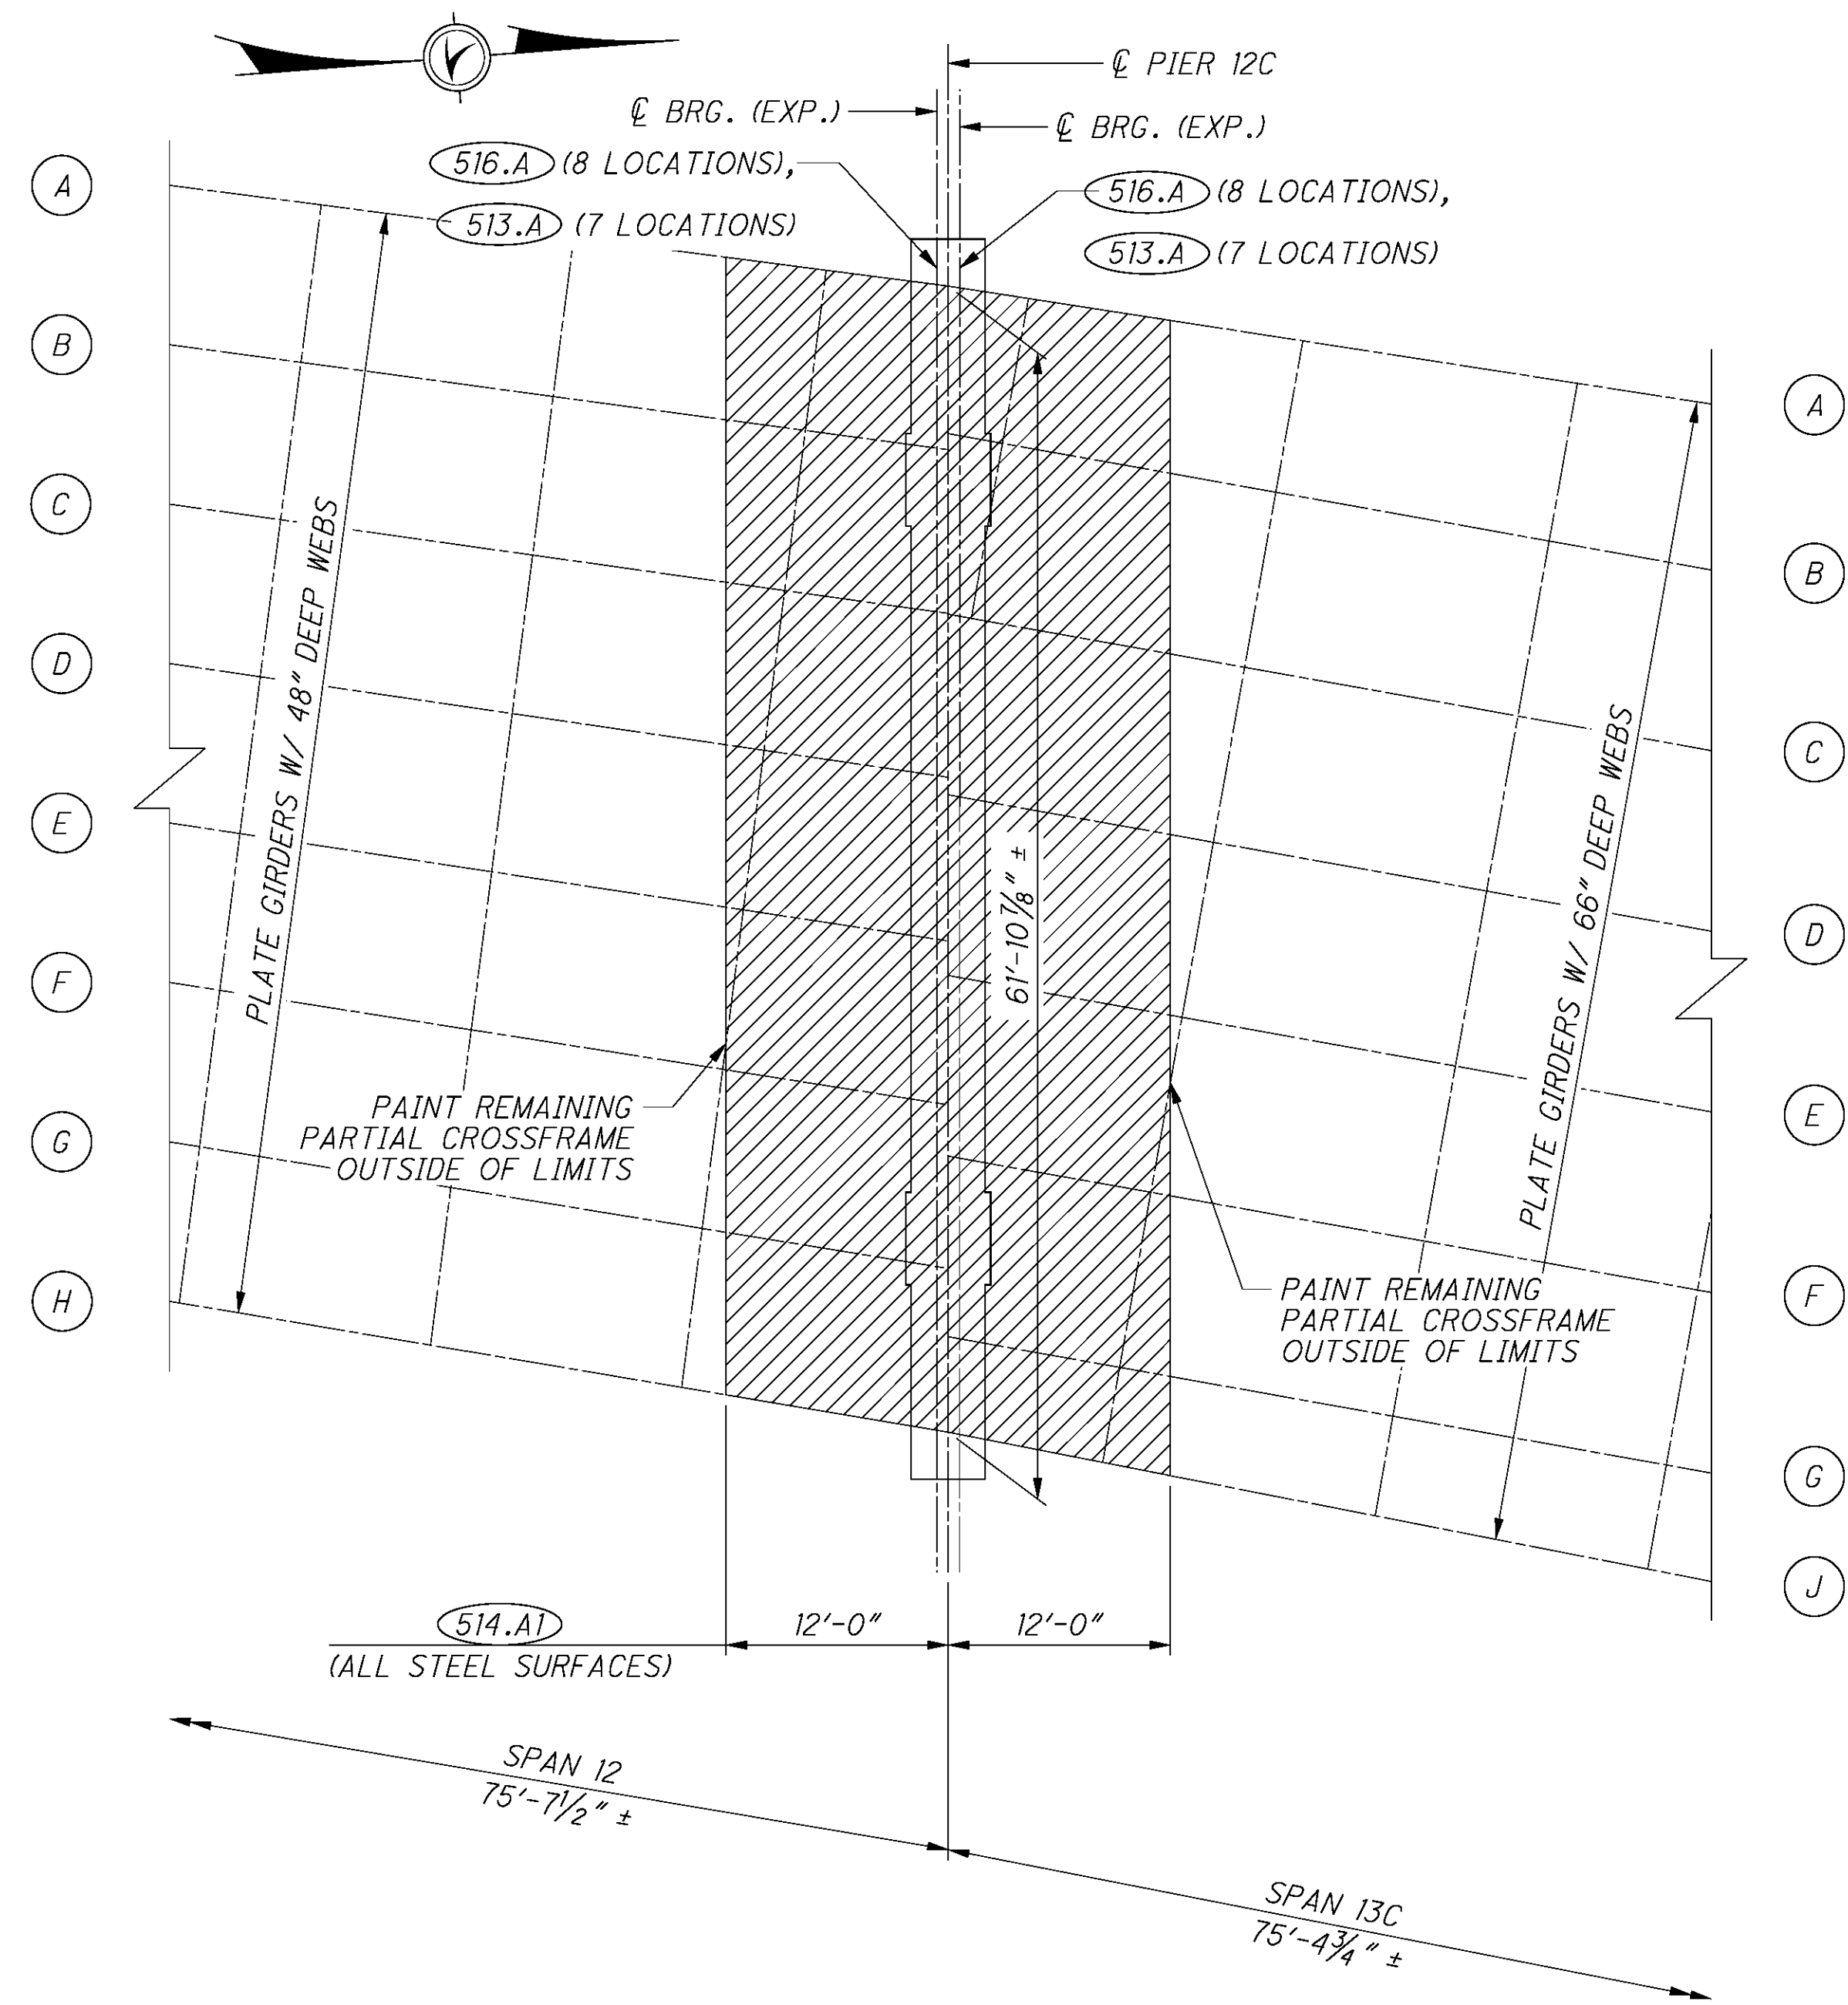 ℄ PIER 12C
℄ BRG. (EXP.)
℄ BRG. (EXP.)
516.A (8 LOCATIONS),
513.A (7 LOCATIONS)
516.A (8 LOCATIONS),
513.A (7 LOCATIONS)
A
B
C
D
E
F
G
H
A
B
C
D
E
F
G
J
PLATE GIRDERS W/ 48" DEEP WEBS
61'-10⅞" ±
PLATE GIRDERS W/ 66" DEEP WEBS
PAINT REMAINING
PARTIAL CROSSFRAME
OUTSIDE OF LIMITS
PAINT REMAINING
PARTIAL CROSSFRAME
OUTSIDE OF LIMITS
514.A1
(ALL STEEL SURFACES)
12'-0"
12'-0"
SPAN 12
75'-7½" ±
SPAN 13C
75'-4¾" ±